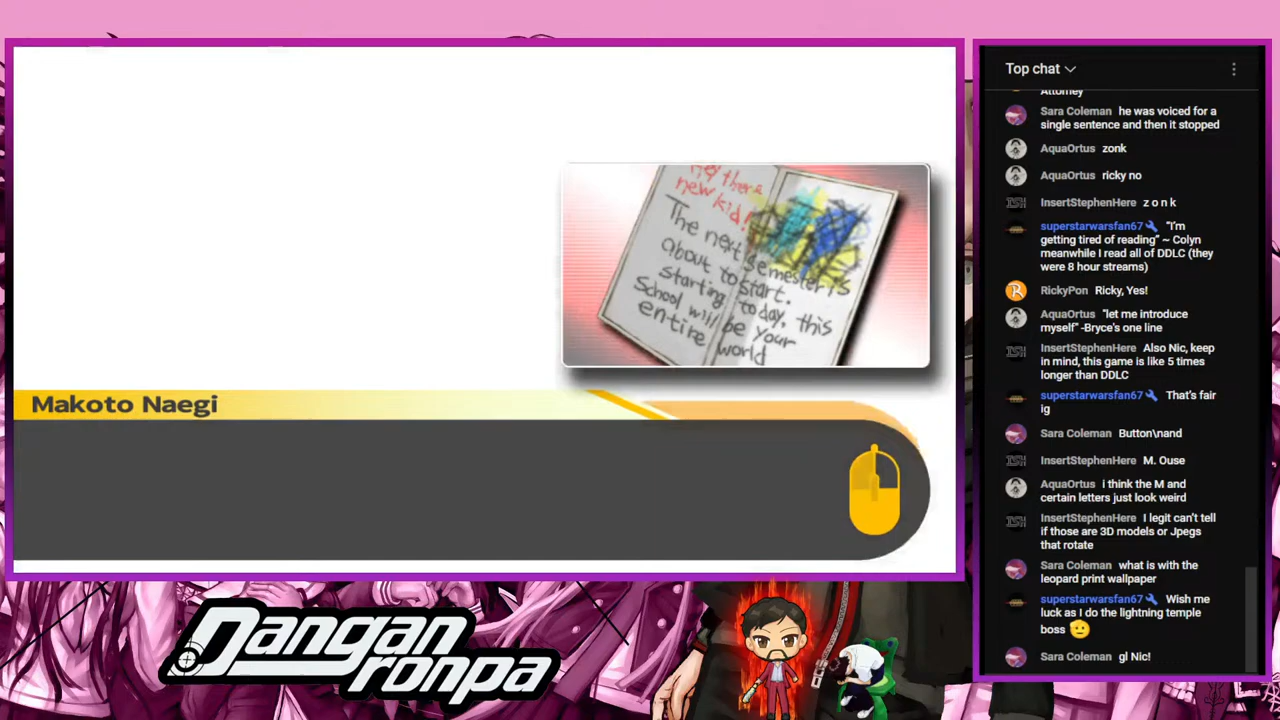 Hey there
new kid!
The next semester is
about to start.
Starting today, this
School will be your
entire world
Makoto Naegi
Dangan
ronpa
Top chat
Attorney
Sara Coleman he was voiced for a
single sentence and then it stopped
AquaOrtus zonk
AquaOrtus ricky no
InsertStephenHere z o n k
superstarwarsfan67 "I'm
getting tired of reading" ~ Colyn
meanwhile I read all of DDLC (they
were 8 hour streams)
RickyPon Ricky, Yes!
AquaOrtus "let me introduce
myself" -Bryce's one line
InsertStephenHere Also Nic, keep
in mind, this game is like 5 times
longer than DDLC
superstarwarsfan67 That's fair
ig
Sara Coleman Button\nand
InsertStephenHere M. Ouse
AquaOrtus i think the M and
certain letters just look weird
InsertStephenHere I legit can't tell
if those are 3D models or Jpegs
that rotate
Sara Coleman what is with the
leopard print wallpaper
superstarwarsfan67 Wish me
luck as I do the lightning temple
boss 🫡
Sara Coleman gl Nic!